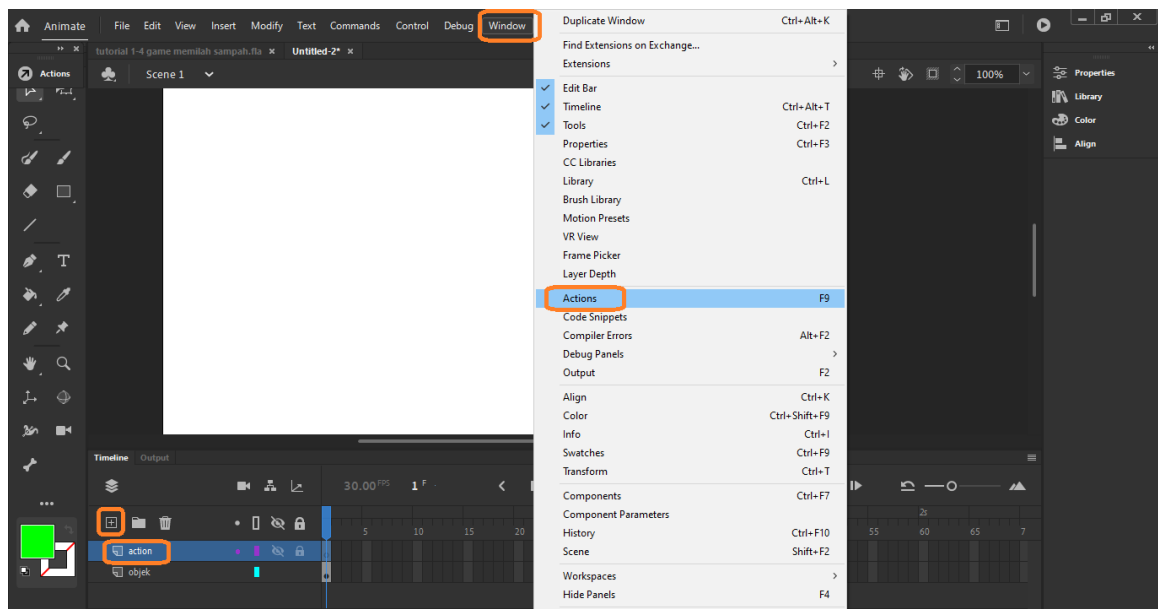 Animate File Edit View Insert Modify Text Commands Control Debug Window
tutorial 1-4 game memilah sampah.fla × Untitled-2* ×
Actions
Scene 1
100%
Properties
Library
Color
Align
Duplicate Window Ctrl+Alt+K
Find Extensions on Exchange...
Extensions
Edit Bar
Timeline Ctrl+Alt+T
Tools Ctrl+F2
Properties Ctrl+F3
CC Libraries
Library Ctrl+L
Brush Library
Motion Presets
VR View
Frame Picker
Layer Depth
Actions F9
Code Snippets
Compiler Errors Alt+F2
Debug Panels
Output F2
Align Ctrl+K
Color Ctrl+Shift+F9
Info Ctrl+I
Swatches Ctrl+F9
Transform Ctrl+T
Components Ctrl+F7
Component Parameters
History Ctrl+F10
Scene Shift+F2
Workspaces
Hide Panels F4
Timeline Output
30.00 FPS 1 F
2s
5 10 15 20 55 60 65 7
action
objek